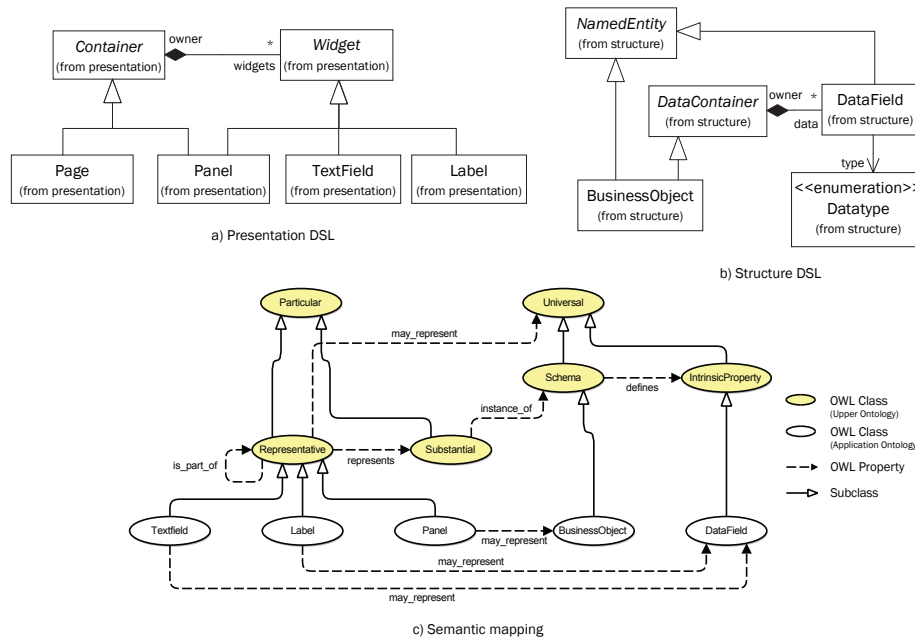 Container
(from presentation)
owner
*
widgets
Widget
(from presentation)
Page
(from presentation)
Panel
(from presentation)
TextField
(from presentation)
Label
(from presentation)
a) Presentation DSL
NamedEntity
(from structure)
DataContainer
(from structure)
owner
*
data
DataField
(from structure)
type
BusinessObject
(from structure)
<<enumeration>>
Datatype
(from structure)
b) Structure DSL
Particular
Universal
may_represent
Schema
defines
IntrinsicProperty
instance_of
Representative
represents
Substantial
is_part_of
Textfield
Label
Panel
may_represent
BusinessObject
DataField
may_represent
may_represent
OWL Class
(Upper Ontology)
OWL Class
(Application Ontology)
OWL Property
Subclass
c) Semantic mapping